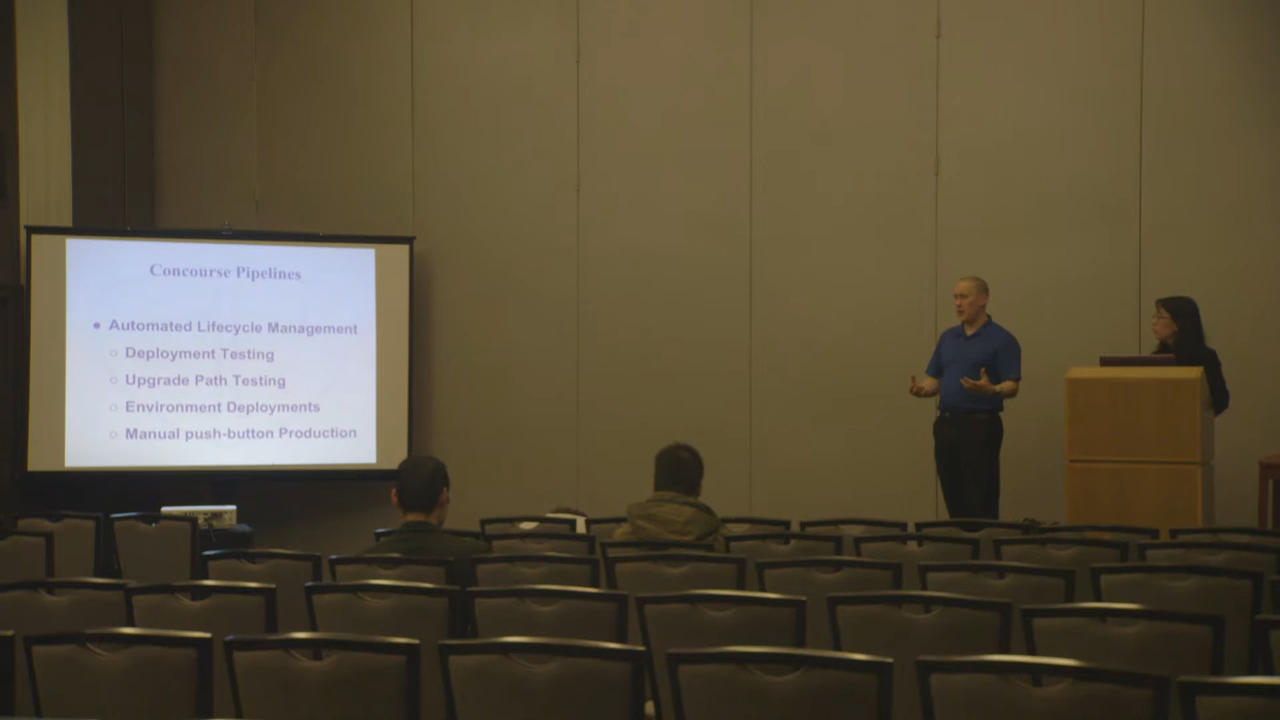 Concourse Pipelines
● Automated Lifecycle Management
○ Deployment Testing
○ Upgrade Path Testing
○ Environment Deployments
○ Manual push-button Production